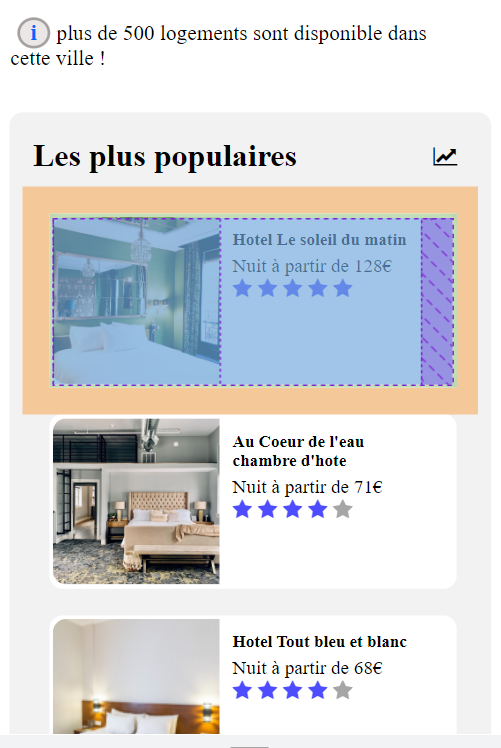 i plus de 500 logements sont disponible dans
cette ville !
Les plus populaires
Hotel Le soleil du matin
Nuit à partir de 128€
Au Coeur de l'eau
chambre d'hote
Nuit à partir de 71€
Hotel Tout bleu et blanc
Nuit à partir de 68€